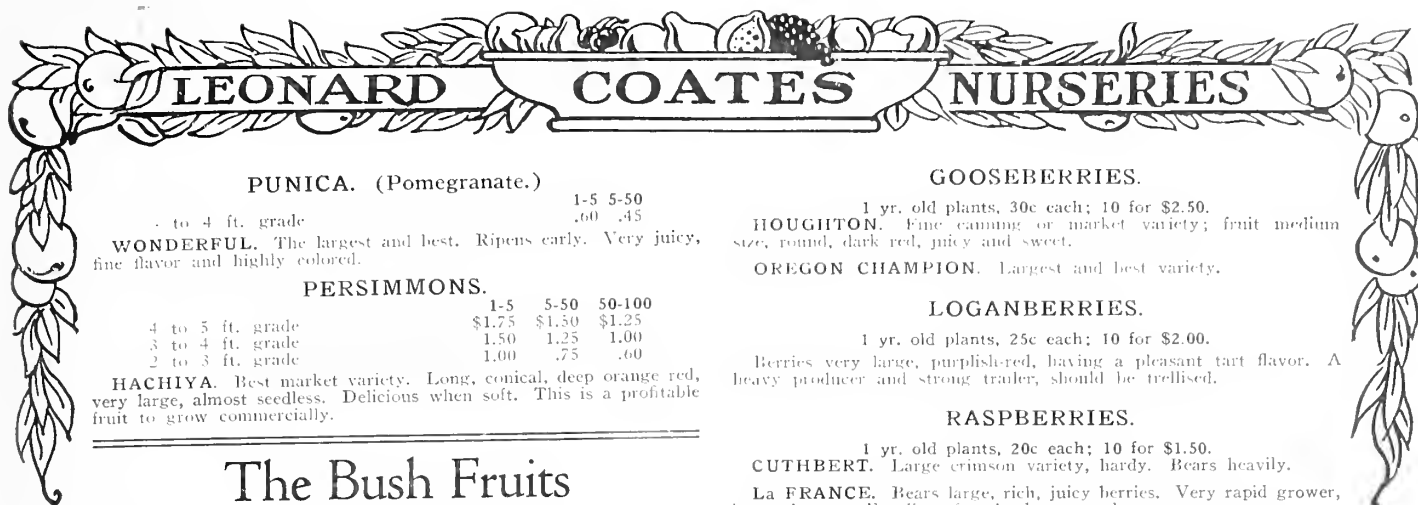 LEONARD COATES NURSERIES
PUNICA. (Pomegranate.)
1-5 5-50
to 4 ft. grade .60 .45
WONDERFUL. The largest and best. Ripens early. Very juicy,
fine flavor and highly colored.
PERSIMMONS.
1-5 5-50 50-100
4 to 5 ft. grade $1.75 $1.50 $1.25
3 to 4 ft. grade 1.50 1.25 1.00
2 to 3 ft. grade 1.00 .75 .60
HACHIYA. Best market variety. Long, conical, deep orange red,
very large, almost seedless. Delicious when soft. This is a profitable
fruit to grow commercially.
The Bush Fruits
GOOSEBERRIES.
1 yr. old plants, 30c each; 10 for $2.50.
HOUGHTON. Fine canning or market variety; fruit medium
size, round, dark red, juicy and sweet.
OREGON CHAMPION. Largest and best variety.
LOGANBERRIES.
1 yr. old plants, 25c each; 10 for $2.00.
Berries very large, purplish-red, having a pleasant tart flavor. A
heavy producer and strong trailer, should be trellised.
RASPBERRIES.
1 yr. old plants, 20c each; 10 for $1.50.
CUTHBERT. Large crimson variety, hardy. Bears heavily.
La FRANCE. Bears large, rich, juicy berries. Very rapid grower,